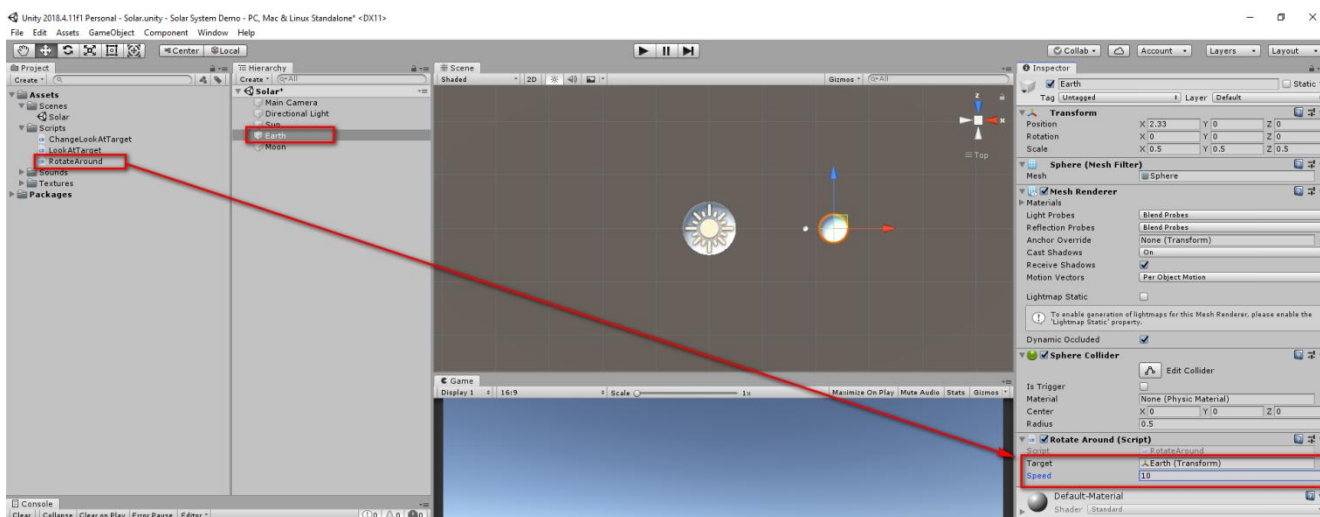 Unity 2018.4.11f1 Personal - Solar.unity - Solar System Demo - PC, Mac & Linux Standalone* <DX11>
File Edit Assets GameObject Component Window Help
Center Local
Collab Account Layers Layout
Project
Create
Assets
Scenes
Solar
Scripts
ChangeLookAtTarget
LookAtTarget
RotateAround
Sounds
Textures
Packages
Hierarchy
Create All
Solar*
Main Camera
Directional Light
Sun
Earth
Moon
Scene
Shaded 2D Gizmos All
z
x
Top
Game
Display 1 16:9 Scale 1x Maximize On Play Mute Audio Stats Gizmos
Console
Clear Collapse Clear on Play Error Pause Editor 0 0 0
Inspector
Earth Static
Tag Untagged Layer Default
Transform
Position X 2.33 Y 0 Z 0
Rotation X 0 Y 0 Z 0
Scale X 0.5 Y 0.5 Z 0.5
Sphere (Mesh Filter)
Mesh Sphere
Mesh Renderer
Materials
Light Probes Blend Probes
Reflection Probes Blend Probes
Anchor Override None (Transform)
Cast Shadows On
Receive Shadows
Motion Vectors Per Object Motion
Lightmap Static
To enable generation of lightmaps for this Mesh Renderer, please enable the
'Lightmap Static' property.
Dynamic Occluded
Sphere Collider
Edit Collider
Is Trigger
Material None (Physic Material)
Center X 0 Y 0 Z 0
Radius 0.5
Rotate Around (Script)
Script RotateAround
Target Earth (Transform)
Speed 10
Default-Material
Shader Standard